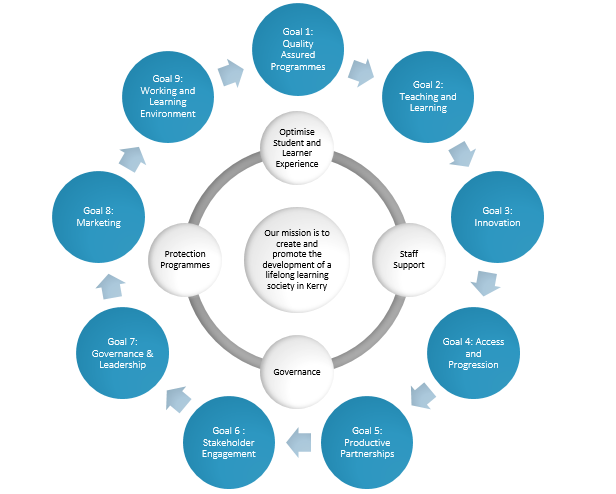 Goal 1:
Quality
Assured
Programmes
Goal 2:
Teaching and
Learning
Goal 3:
Innovation
Goal 4: Access
and
Progression
Goal 5:
Productive
Partnerships
Goal 6 :
Stakeholder
Engagement
Goal 7:
Governance &
Leadership
Goal 8:
Marketing
Goal 9:
Working and
Learning
Environment
Optimise
Student and
Learner
Experience
Staff
Support
Governance
Protection
Programmes
Our mission is to
create and
promote the
development of a
lifelong learning
society in Kerry